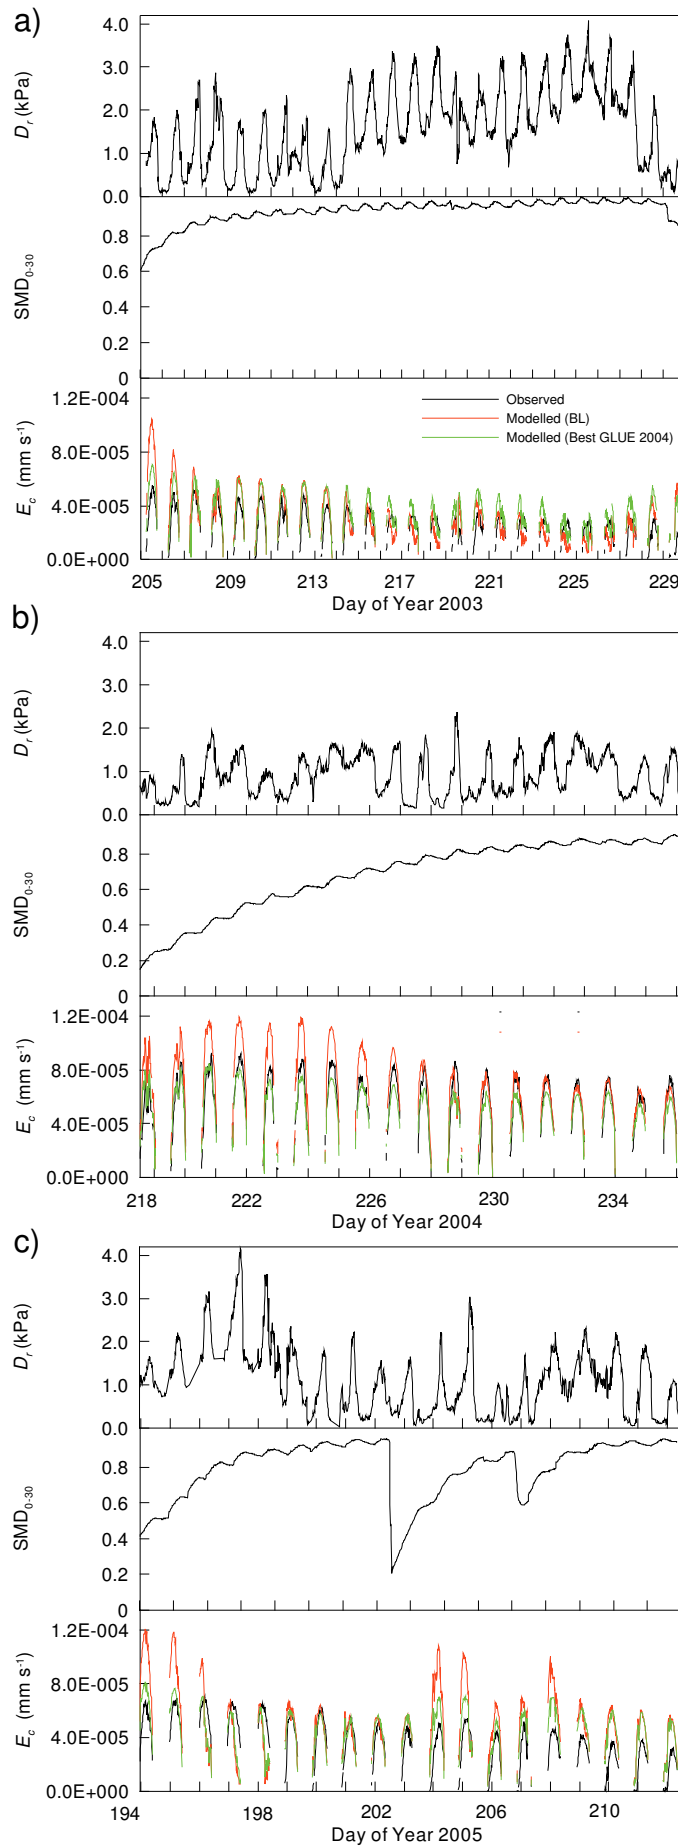 a)
4.0
3.0
2.0
1.0
0.0
D_r (kPa)
0.8
0.6
0.4
0.2
0
SMD_0-30
1.2E-004
8.0E-005
4.0E-005
0.0E+000
E_c (mm s⁻¹)
Observed
Modelled (BL)
Modelled (Best GLUE 2004)
205 209 213 217 221 225 229
Day of Year 2003
b)
4.0
3.0
2.0
1.0
0.0
D_r (kPa)
0.8
0.6
0.4
0.2
0
SMD_0-30
1.2E-004
8.0E-005
4.0E-005
0.0E+000
E_c (mm s⁻¹)
218 222 226 230 234
Day of Year 2004
c)
4.0
3.0
2.0
1.0
0.0
D_r (kPa)
0.8
0.6
0.4
0.2
0
SMD_0-30
1.2E-004
8.0E-005
4.0E-005
0.0E+000
E_c (mm s⁻¹)
194 198 202 206 210
Day of Year 2005